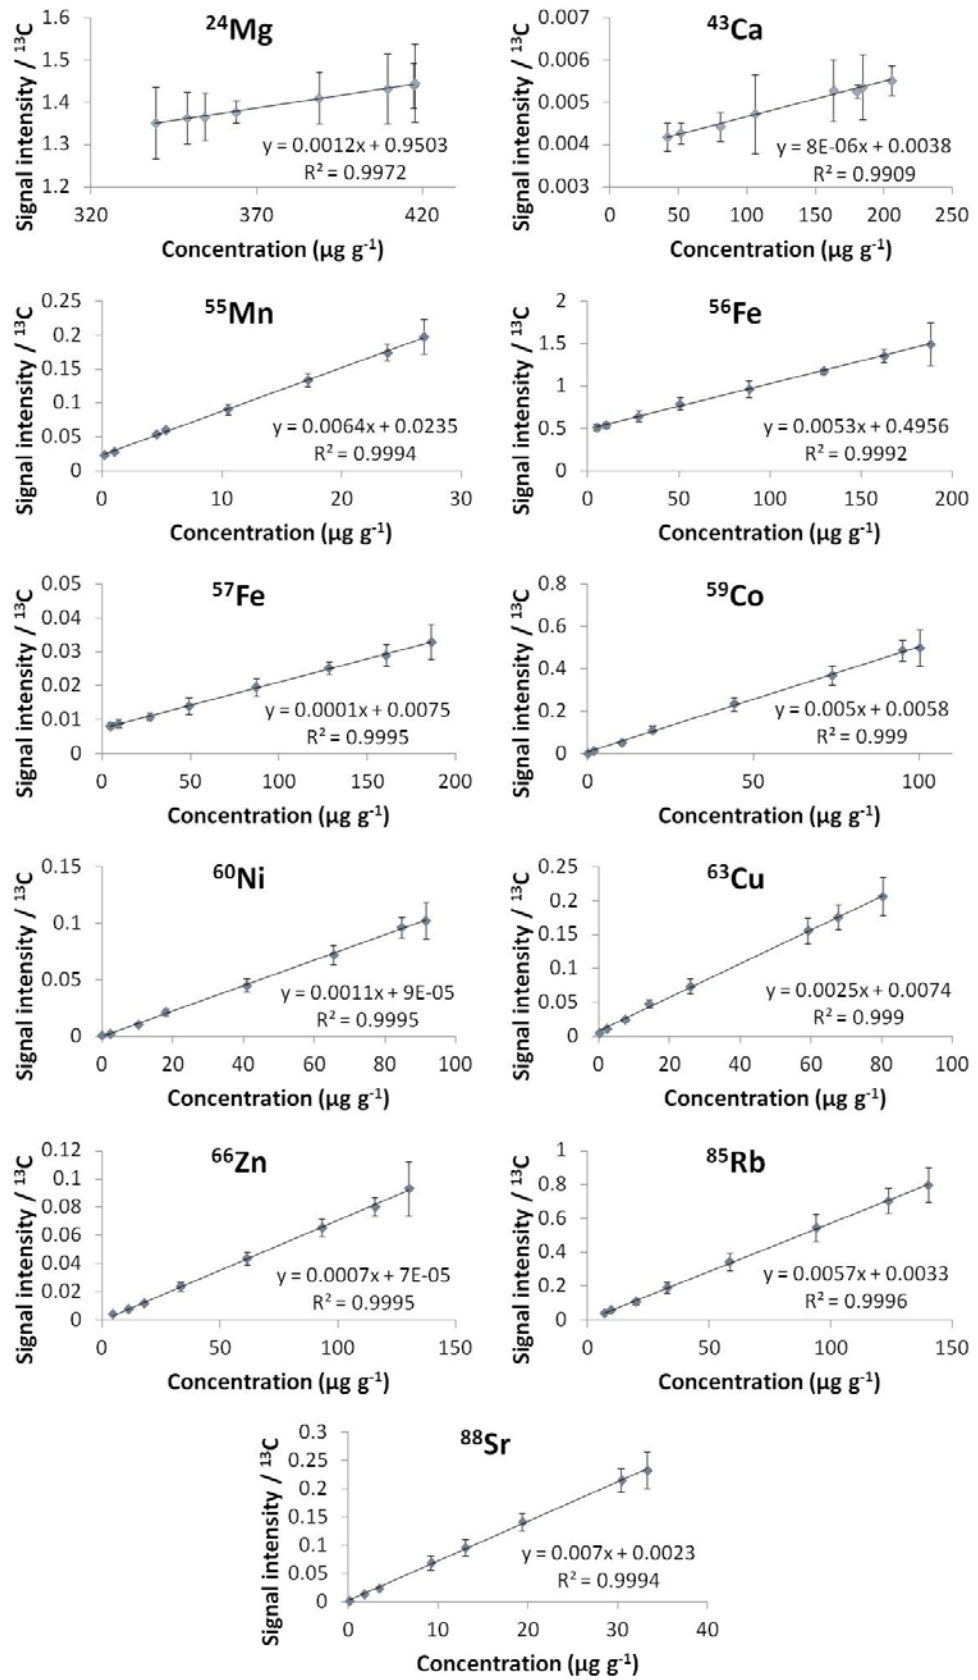 ²⁴Mg
Signal intensity / ¹³C
1.6
1.5
1.4
1.3
1.2
y = 0.0012x + 0.9503
R² = 0.9972
320 370 420
Concentration (µg g⁻¹)
⁴³Ca
Signal intensity / ¹³C
0.007
0.006
0.005
0.004
0.003
y = 8E-06x + 0.0038
R² = 0.9909
0 50 100 150 200 250
Concentration (µg g⁻¹)
⁵⁵Mn
Signal intensity / ¹³C
0.25
0.2
0.15
0.1
0.05
0
y = 0.0064x + 0.0235
R² = 0.9994
0 10 20 30
Concentration (µg g⁻¹)
⁵⁶Fe
Signal intensity / ¹³C
2
1.5
1
0.5
0
y = 0.0053x + 0.4956
R² = 0.9992
0 50 100 150 200
Concentration (µg g⁻¹)
⁵⁷Fe
Signal intensity / ¹³C
0.05
0.04
0.03
0.02
0.01
0
y = 0.0001x + 0.0075
R² = 0.9995
0 50 100 150 200
Concentration (µg g⁻¹)
⁵⁹Co
Signal intensity / ¹³C
0.8
0.6
0.4
0.2
0
y = 0.005x + 0.0058
R² = 0.999
0 50 100
Concentration (µg g⁻¹)
⁶⁰Ni
Signal intensity / ¹³C
0.15
0.1
0.05
0
y = 0.0011x + 9E-05
R² = 0.9995
0 20 40 60 80 100
Concentration (µg g⁻¹)
⁶³Cu
Signal intensity / ¹³C
0.25
0.2
0.15
0.1
0.05
0
y = 0.0025x + 0.0074
R² = 0.999
0 20 40 60 80 100
Concentration (µg g⁻¹)
⁶⁶Zn
Signal intensity / ¹³C
0.12
0.1
0.08
0.06
0.04
0.02
0
y = 0.0007x + 7E-05
R² = 0.9995
0 50 100 150
Concentration (µg g⁻¹)
⁸⁵Rb
Signal intensity / ¹³C
1
0.8
0.6
0.4
0.2
0
y = 0.0057x + 0.0033
R² = 0.9996
0 50 100 150
Concentration (µg g⁻¹)
⁸⁸Sr
Signal intensity / ¹³C
0.3
0.25
0.2
0.15
0.1
0.05
0
y = 0.007x + 0.0023
R² = 0.9994
0 10 20 30 40
Concentration (µg g⁻¹)